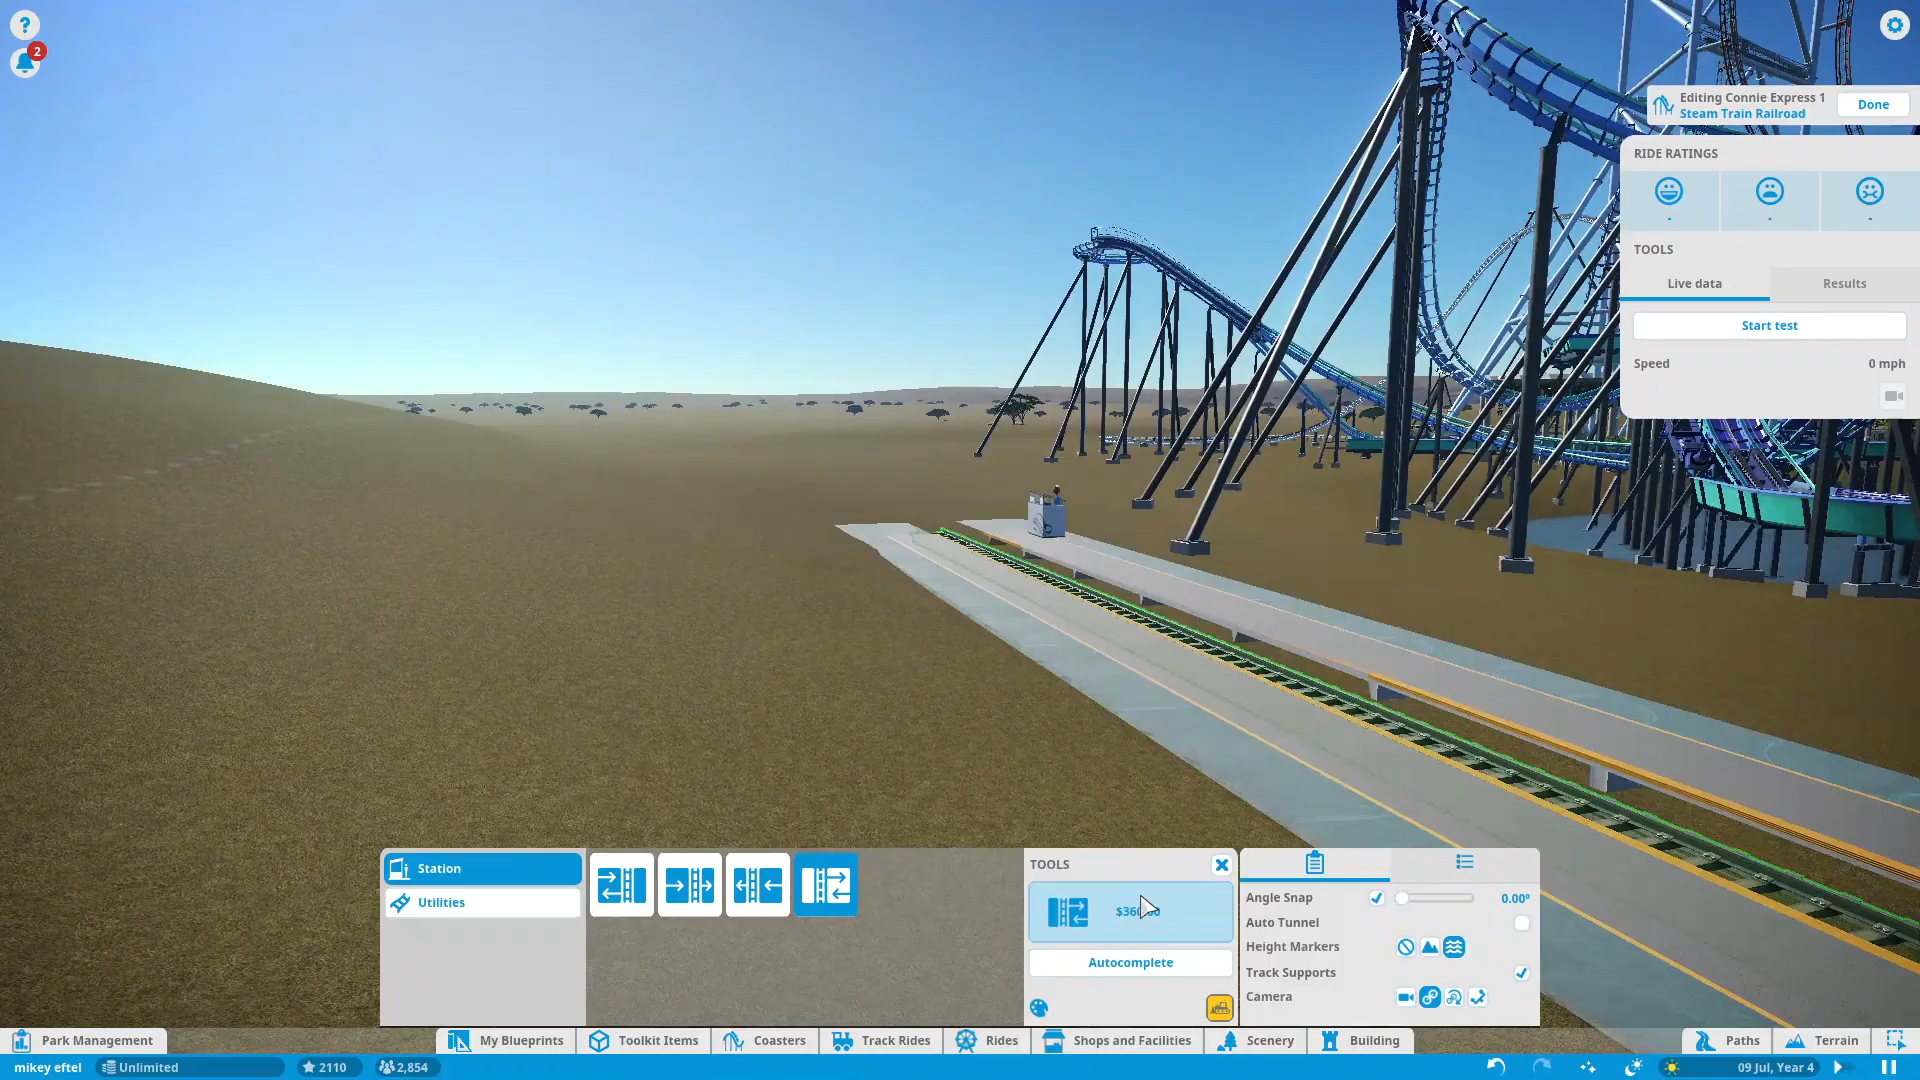 ?
2
Editing Connie Express 1
Steam Train Railroad
Done
RIDE RATINGS
- - -
TOOLS
Live data
Results
Start test
Speed
0 mph
Station
Utilities
TOOLS
Autocomplete
Angle Snap
0.00°
Auto Tunnel
Height Markers
Track Supports
Camera
Park Management
My Blueprints
Toolkit Items
Coasters
Track Rides
Rides
Shops and Facilities
Scenery
Building
Paths
Terrain
mikey eftel
Unlimited
2110
2,854
09 Jul, Year 4